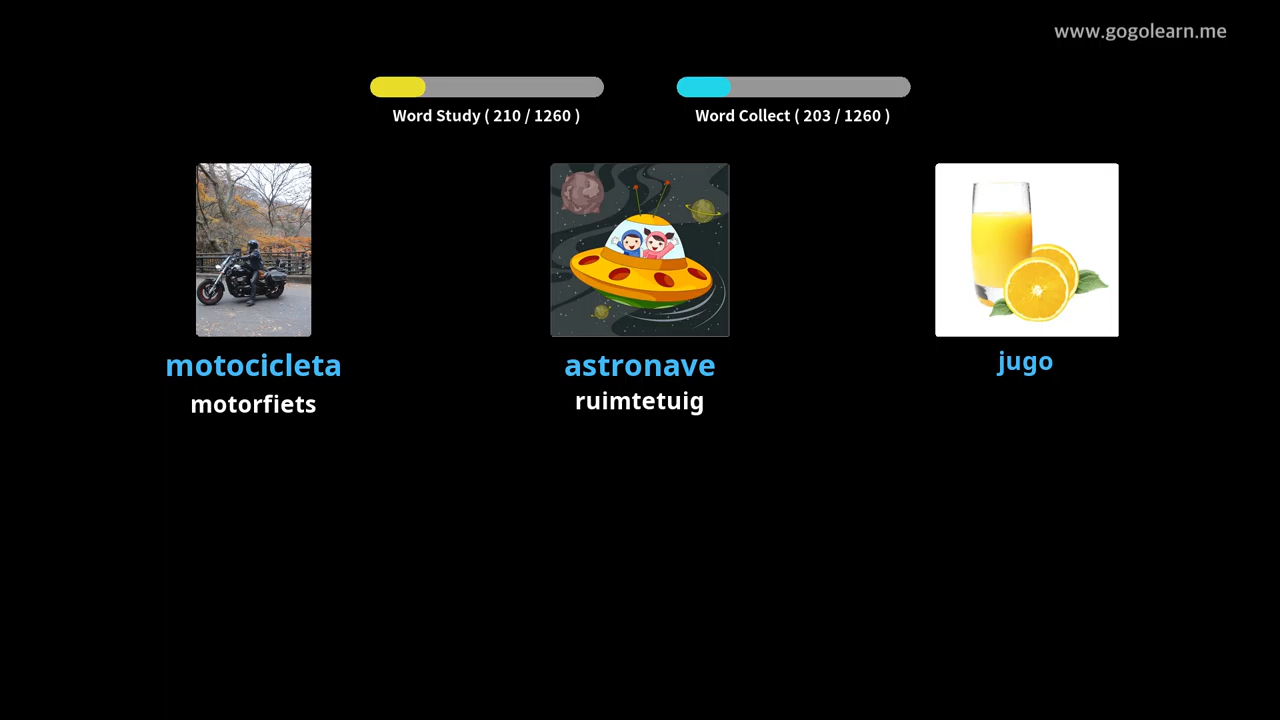 www.gogolearn.me
Word Study ( 210 / 1260 )
Word Collect ( 203 / 1260 )
motocicleta
motorfiets
astronave
ruimtetuig
jugo